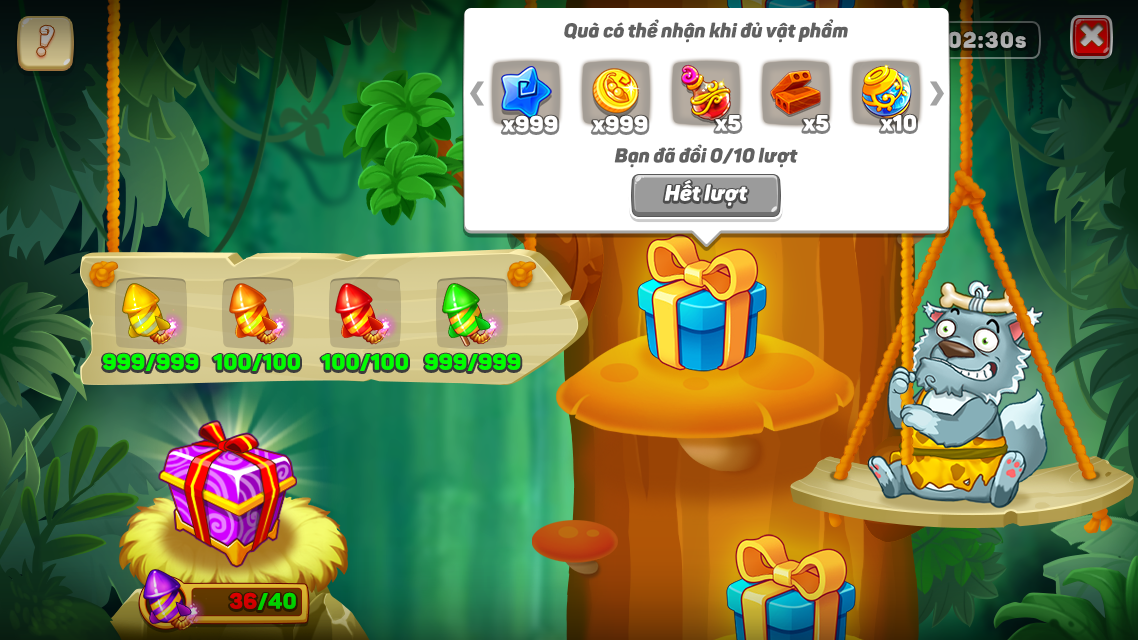 Quà có thể nhận khi đủ vật phẩm
02:30s
x999
x999
x5
x5
x10
Bạn đã đổi 0/10 lượt
Hết lượt
999/999
100/100
100/100
999/999
36/40